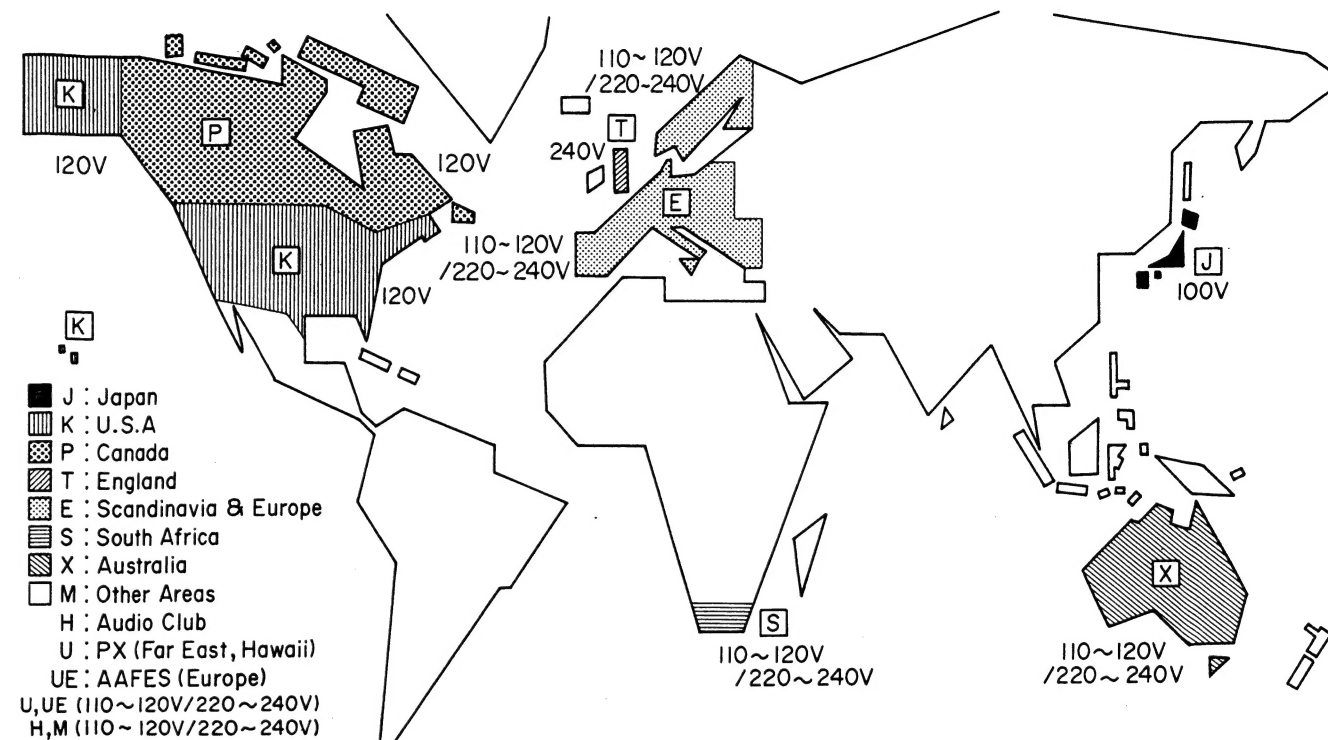 110~120V
/220~240V
K
T
P
240V
120V
120V
E
110~120V
/220~240V
K
J
120V
100V
K
J : Japan
K : U.S.A
P : Canada
T : England
E : Scandinavia & Europe
S : South Africa
X : Australia
M : Other Areas
H : Audio Club
U : PX (Far East, Hawaii)
UE : AAFES (Europe)
U,UE (110~120V/220~240V)
H,M (110~120V/220~240V)
X
S
110~120V
/220~240V
110~120V
/220~240V